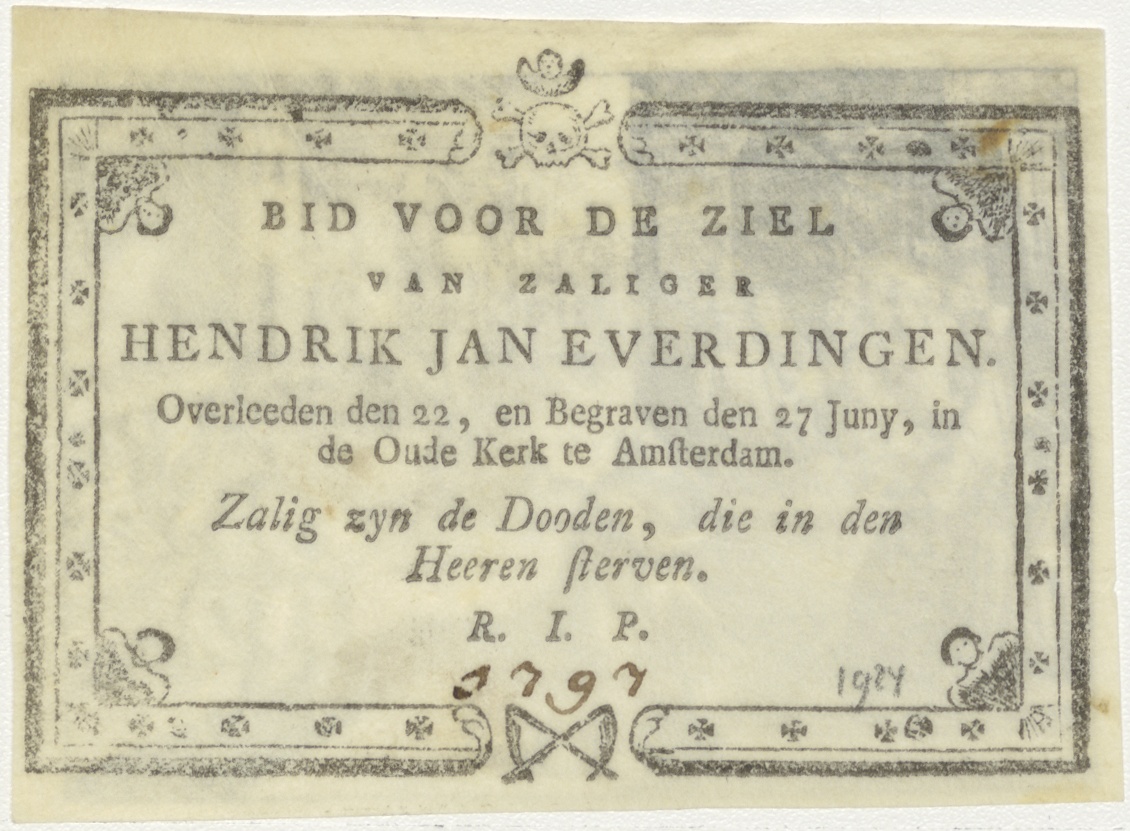 BID VOOR DE ZIEL
VAN ZALIGER
HENDRIK JAN EVERDINGEN.
Overleeden den 22, en Begraven den 27 Juny, in
de Oude Kerk te Amſterdam.
Zalig zyn de Dooden, die in den
Heeren ſterven.
R. I. P.
1797
1924